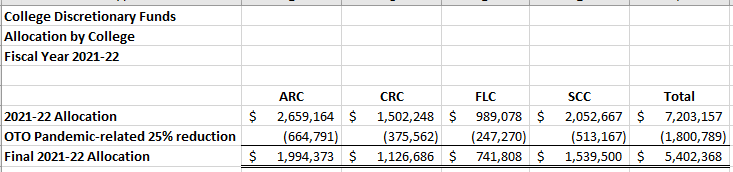 College Discretionary Funds
Allocation by College
Fiscal Year 2021-22
ARC CRC FLC SCC Total
2021-22 Allocation $ 2,659,164 $ 1,502,248 $ 989,078 $ 2,052,667 $ 7,203,157
OTO Pandemic-related 25% reduction (664,791) (375,562) (247,270) (513,167) (1,800,789)
Final 2021-22 Allocation $ 1,994,373 $ 1,126,686 $ 741,808 $ 1,539,500 $ 5,402,368